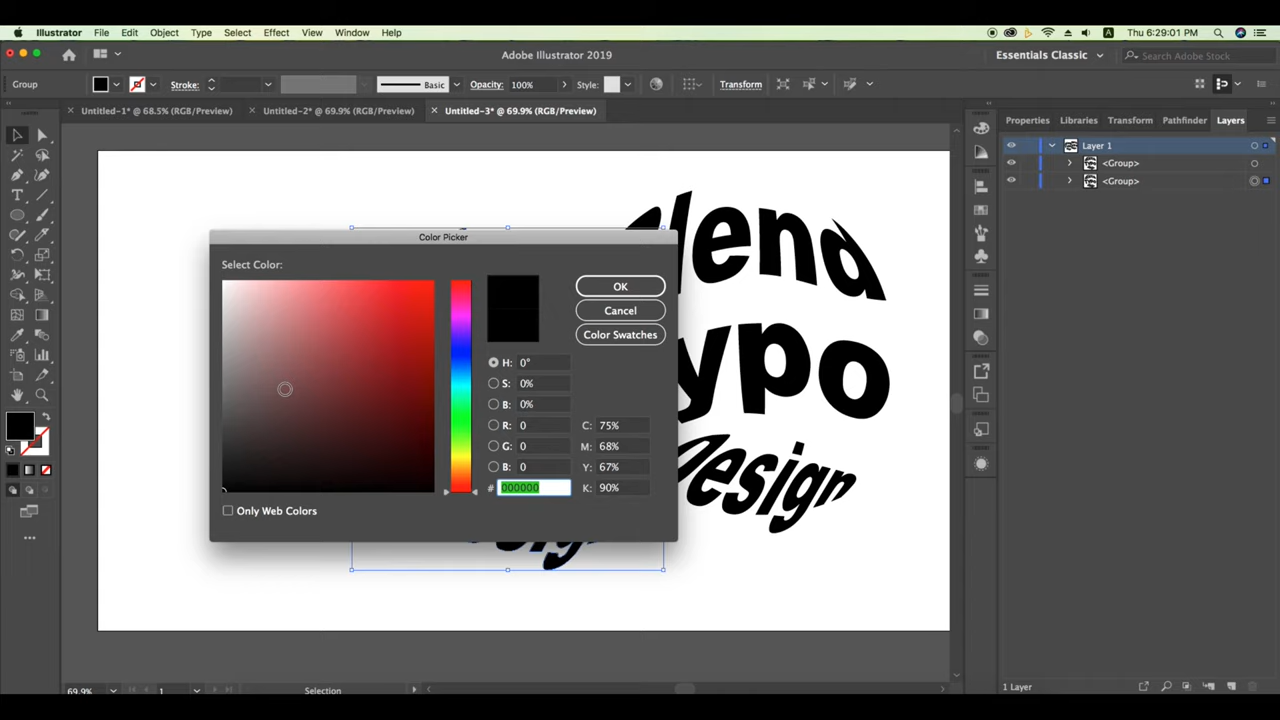 Illustrator File Edit Object Type Select Effect View Window Help
A Thu 6:29:01 PM
Adobe Illustrator 2019
Essentials Classic
Search Adobe Stock
Group
Stroke:
Basic
Opacity: 100%
Style:
Transform
Untitled-1* @ 68.5% (RGB/Preview)
Untitled-2* @ 69.9% (RGB/Preview)
Untitled-3* @ 69.9% (RGB/Preview)
Properties Libraries Transform Pathfinder Layers
Layer 1
<Group>
<Group>
lend
ypo
Design
Color Picker
Select Color:
OK
Cancel
Color Swatches
H: 0°
S: 0%
B: 0%
R: 0
C: 75%
G: 0
M: 68%
B: 0
Y: 67%
# 000000
K: 90%
Only Web Colors
69.9%
1
Selection
1 Layer